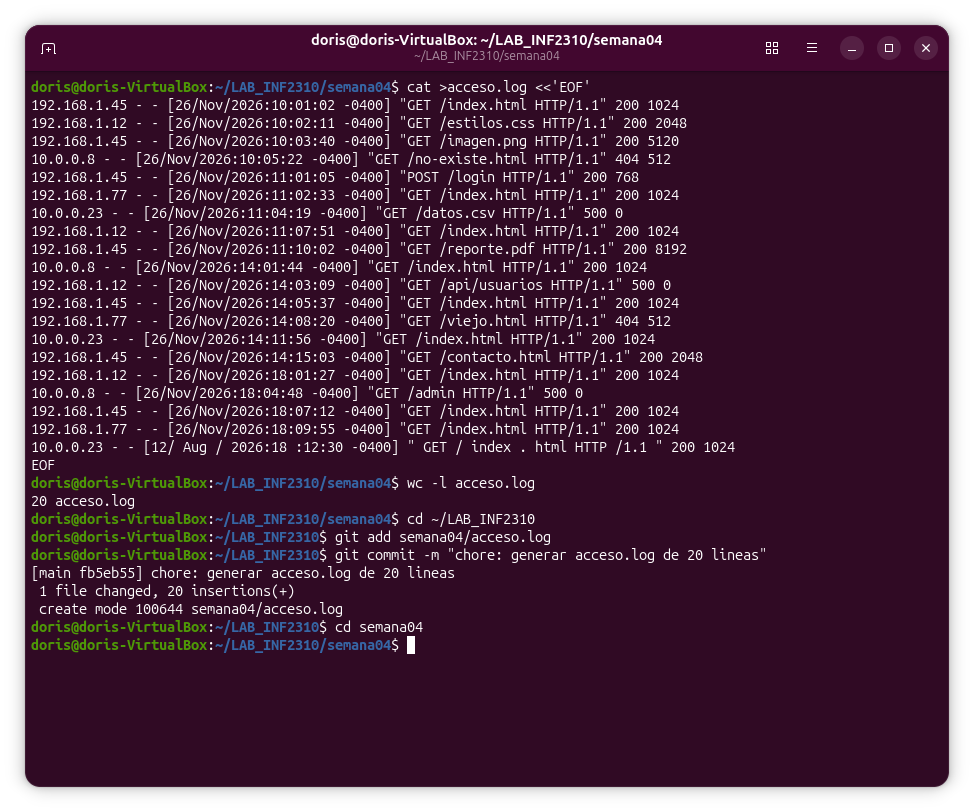 doris@doris-VirtualBox: ~/LAB_INF2310/semana04
~/LAB_INF2310/semana04
doris@doris-VirtualBox:~/LAB_INF2310/semana04$ cat >acceso.log <<'EOF'
192.168.1.45 - - [26/Nov/2026:10:01:02 -0400] "GET /index.html HTTP/1.1" 200 1024
192.168.1.12 - - [26/Nov/2026:10:02:11 -0400] "GET /estilos.css HTTP/1.1" 200 2048
192.168.1.45 - - [26/Nov/2026:10:03:40 -0400] "GET /imagen.png HTTP/1.1" 200 5120
10.0.0.8 - - [26/Nov/2026:10:05:22 -0400] "GET /no-existe.html HTTP/1.1" 404 512
192.168.1.45 - - [26/Nov/2026:11:01:05 -0400] "POST /login HTTP/1.1" 200 768
192.168.1.77 - - [26/Nov/2026:11:02:33 -0400] "GET /index.html HTTP/1.1" 200 1024
10.0.0.23 - - [26/Nov/2026:11:04:19 -0400] "GET /datos.csv HTTP/1.1" 500 0
192.168.1.12 - - [26/Nov/2026:11:07:51 -0400] "GET /index.html HTTP/1.1" 200 1024
192.168.1.45 - - [26/Nov/2026:11:10:02 -0400] "GET /reporte.pdf HTTP/1.1" 200 8192
10.0.0.8 - - [26/Nov/2026:14:01:44 -0400] "GET /index.html HTTP/1.1" 200 1024
192.168.1.12 - - [26/Nov/2026:14:03:09 -0400] "GET /api/usuarios HTTP/1.1" 500 0
192.168.1.45 - - [26/Nov/2026:14:05:37 -0400] "GET /index.html HTTP/1.1" 200 1024
192.168.1.77 - - [26/Nov/2026:14:08:20 -0400] "GET /viejo.html HTTP/1.1" 404 512
10.0.0.23 - - [26/Nov/2026:14:11:56 -0400] "GET /index.html HTTP/1.1" 200 1024
192.168.1.45 - - [26/Nov/2026:14:15:03 -0400] "GET /contacto.html HTTP/1.1" 200 2048
192.168.1.12 - - [26/Nov/2026:18:01:27 -0400] "GET /index.html HTTP/1.1" 200 1024
10.0.0.8 - - [26/Nov/2026:18:04:48 -0400] "GET /admin HTTP/1.1" 500 0
192.168.1.45 - - [26/Nov/2026:18:07:12 -0400] "GET /index.html HTTP/1.1" 200 1024
192.168.1.77 - - [26/Nov/2026:18:09:55 -0400] "GET /index.html HTTP/1.1" 200 1024
10.0.0.23 - - [12/ Aug / 2026:18 :12:30 -0400] " GET / index . html HTTP /1.1 " 200 1024
EOF
doris@doris-VirtualBox:~/LAB_INF2310/semana04$ wc -l acceso.log
20 acceso.log
doris@doris-VirtualBox:~/LAB_INF2310/semana04$ cd ~/LAB_INF2310
doris@doris-VirtualBox:~/LAB_INF2310$ git add semana04/acceso.log
doris@doris-VirtualBox:~/LAB_INF2310$ git commit -m "chore: generar acceso.log de 20 lineas"
[main fb5eb55] chore: generar acceso.log de 20 lineas
 1 file changed, 20 insertions(+)
 create mode 100644 semana04/acceso.log
doris@doris-VirtualBox:~/LAB_INF2310$ cd semana04
doris@doris-VirtualBox:~/LAB_INF2310/semana04$